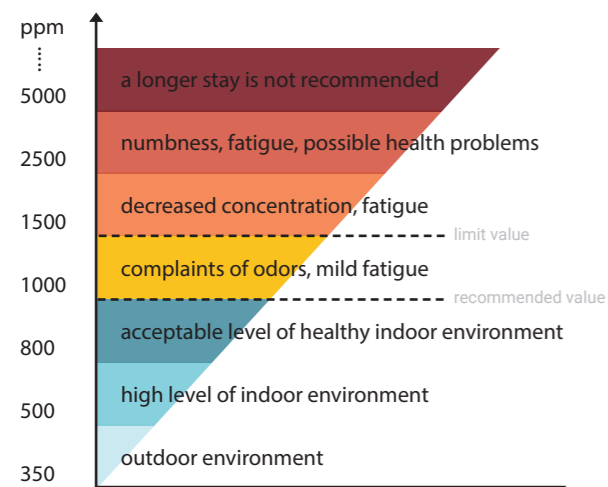 ppm
a longer stay is not recommended
5000
numbness, fatigue, possible health problems
2500
decreased concentration, fatigue
1500
limit value
complaints of odors, mild fatigue
1000
recommended value
acceptable level of healthy indoor environment
800
high level of indoor environment
500
outdoor environment
350